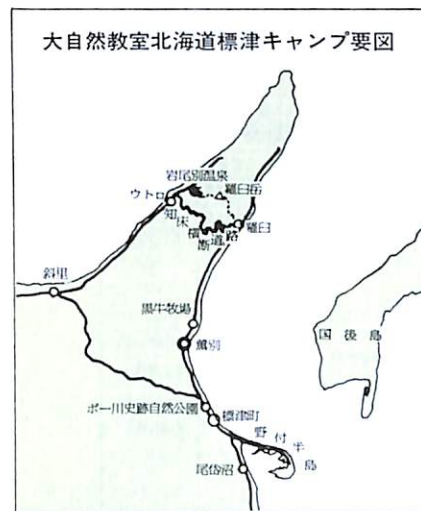 大自然教室北海道標津キャンプ要図
岩尾別温泉
ウトロ
羅臼岳
知床横断道路
羅臼
斜里
国後島
黒牛牧場
薫別
ポー川史跡自然公園
標津町
野付半島
尾岱沼